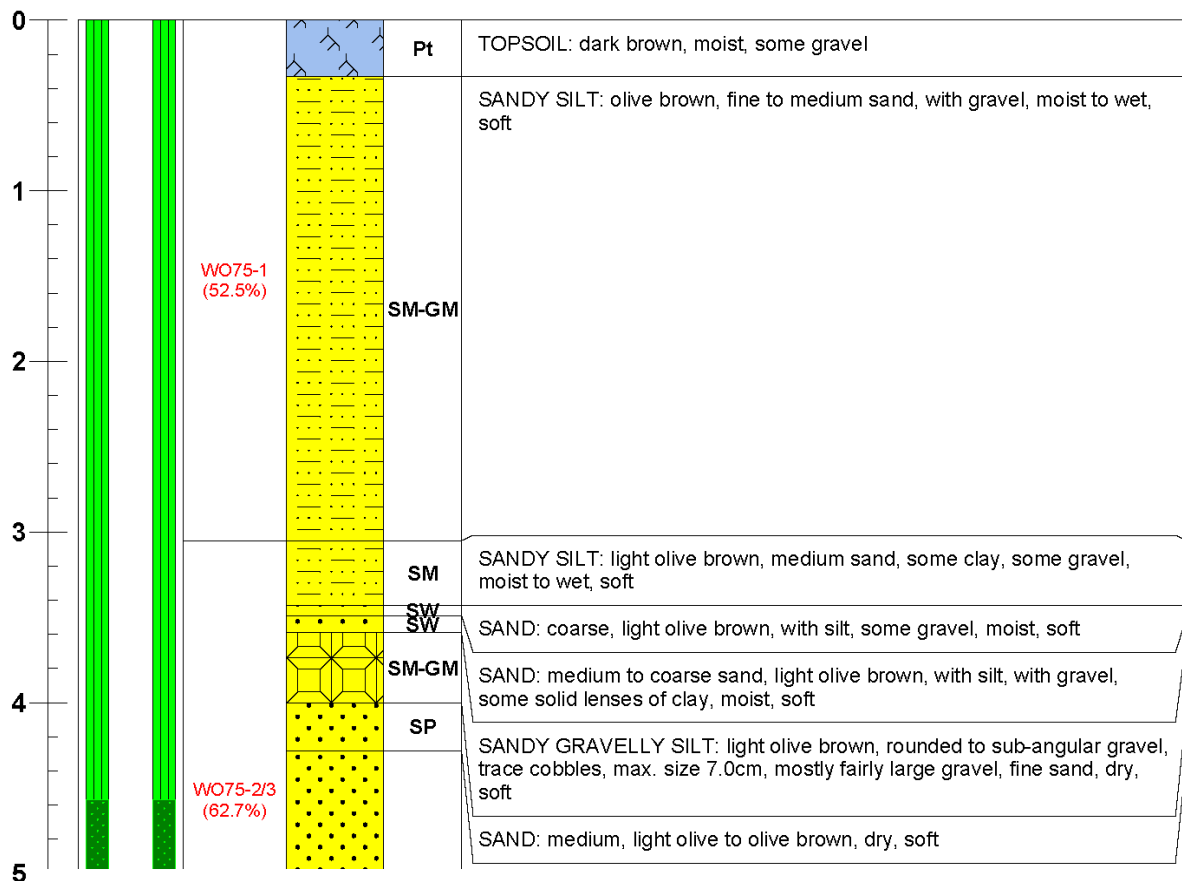 0
Pt
TOPSOIL: dark brown, moist, some gravel
SANDY SILT: olive brown, fine to medium sand, with gravel, moist to wet,
soft
1
WO75-1
(52.5%)
SM-GM
2
3
SM
SANDY SILT: light olive brown, medium sand, some clay, some gravel,
moist to wet, soft
SW
SW
SAND: coarse, light olive brown, with silt, some gravel, moist, soft
SM-GM
SAND: medium to coarse sand, light olive brown, with silt, with gravel,
some solid lenses of clay, moist, soft
4
SP
SANDY GRAVELLY SILT: light olive brown, rounded to sub-angular gravel,
trace cobbles, max. size 7.0cm, mostly fairly large gravel, fine sand, dry,
soft
WO75-2/3
(62.7%)
SAND: medium, light olive to olive brown, dry, soft
5